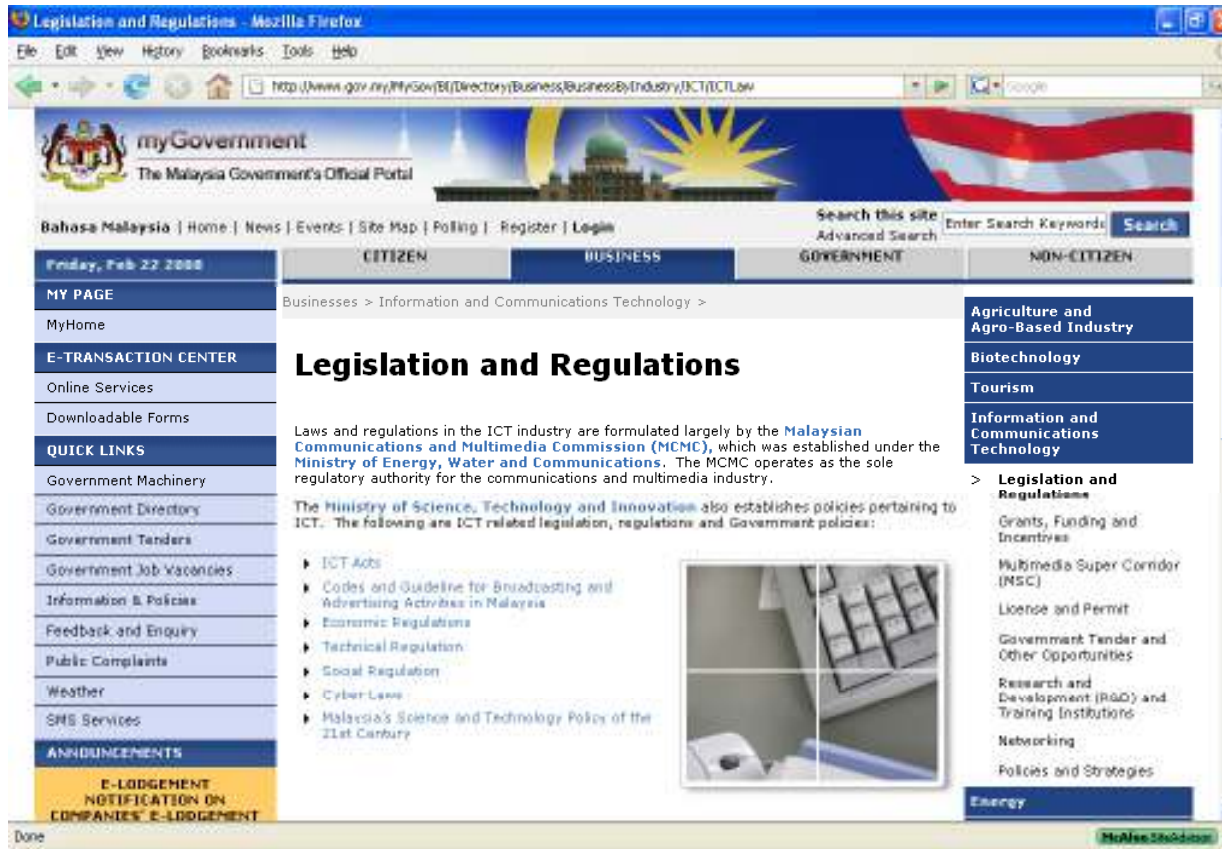 Legislation and Regulations - Mozilla Firefox
File Edit View History Bookmarks Tools Help
http://www.gov.my/MyGov/BI/Directory/Business/BusinessByIndustry/ICT/ICTLaw
Google
myGovernment
The Malaysia Government's Official Portal
Bahasa Malaysia | Home | News | Events | Site Map | Polling | Register | Login
Search this site
Enter Search Keywords
Search
Advanced Search
Friday, Feb 22 2008
CITIZEN
BUSINESS
GOVERNMENT
NON-CITIZEN
MY PAGE
MyHome
E-TRANSACTION CENTER
Online Services
Downloadable Forms
QUICK LINKS
Government Machinery
Government Directory
Government Tenders
Government Job Vacancies
Information & Policies
Feedback and Enquiry
Public Complaints
Weather
SMS Services
ANNOUNCEMENTS
E-LODGEMENT
NOTIFICATION ON
COMPANIES' E-LODGEMENT
Businesses > Information and Communications Technology >
Legislation and Regulations
Laws and regulations in the ICT industry are formulated largely by the Malaysian
Communications and Multimedia Commission (MCMC), which was established under the
Ministry of Energy, Water and Communications. The MCMC operates as the sole
regulatory authority for the communications and multimedia industry.
The Ministry of Science, Technology and Innovation also establishes policies pertaining to
ICT. The following are ICT related legislation, regulations and Government policies:
ICT Acts
Codes and Guideline for Broadcasting and
Advertising Activities in Malaysia
Economic Regulations
Technical Regulation
Social Regulation
Cyber Laws
Malaysia's Science and Technology Policy of the
21st Century
Agriculture and
Agro-Based Industry
Biotechnology
Tourism
Information and
Communications
Technology
> Legislation and
Regulations
Grants, Funding and
Incentives
Multimedia Super Corridor
(MSC)
License and Permit
Government Tender and
Other Opportunities
Research and
Development (R&D) and
Training Institutions
Networking
Policies and Strategies
Energy
Done
McAfee SiteAdvisor